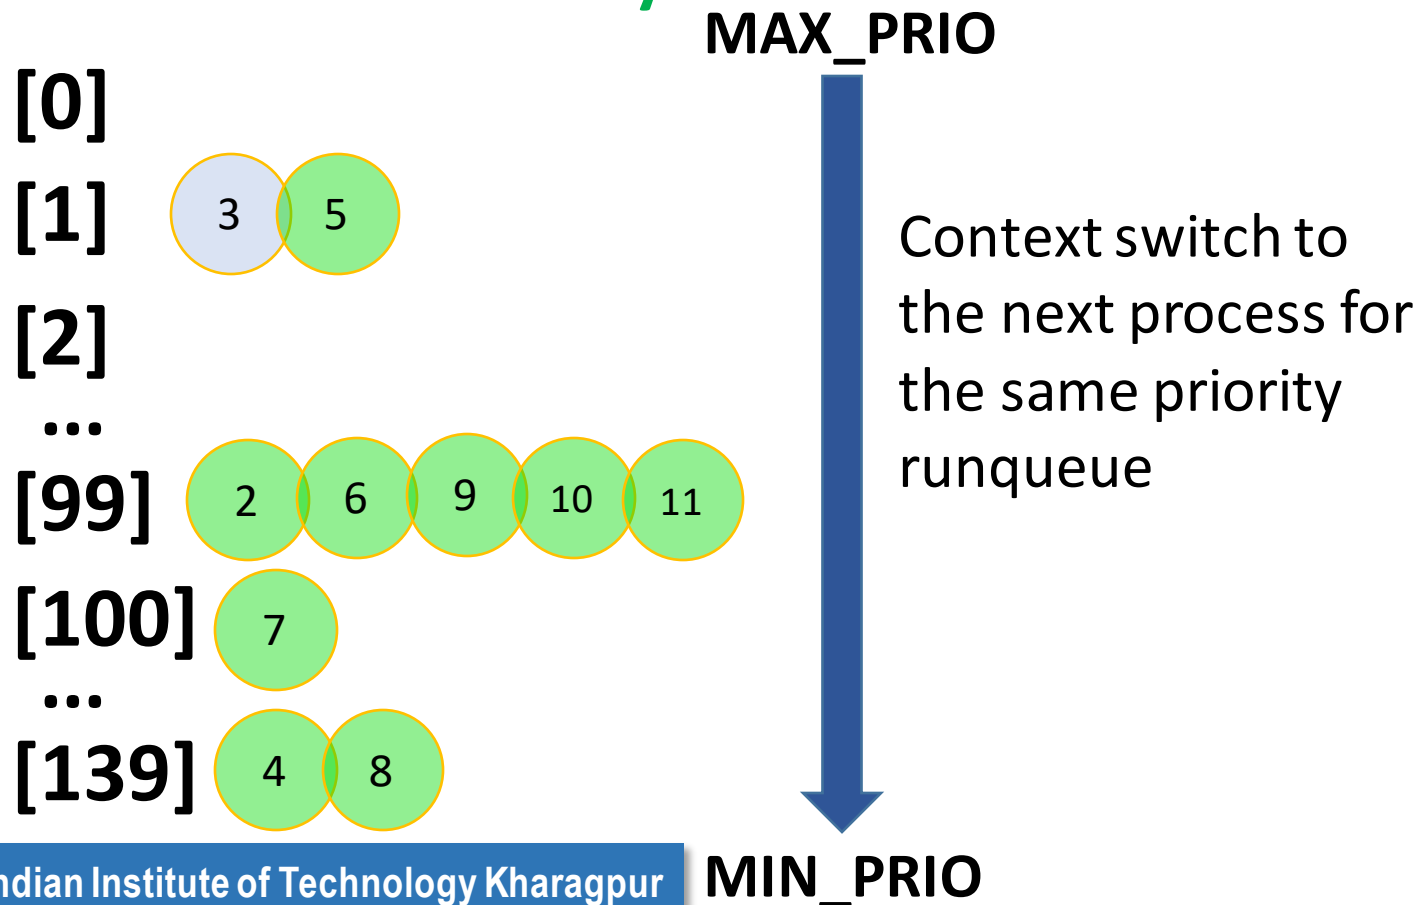 MAX_PRIO
[0]
[1] 3 5
[2]
...
[99] 2 6 9 10 11
[100] 7
...
[139] 4 8
Context switch to
the next process for
the same priority
runqueue
ndian Institute of Technology Kharagpur
MIN_PRIO